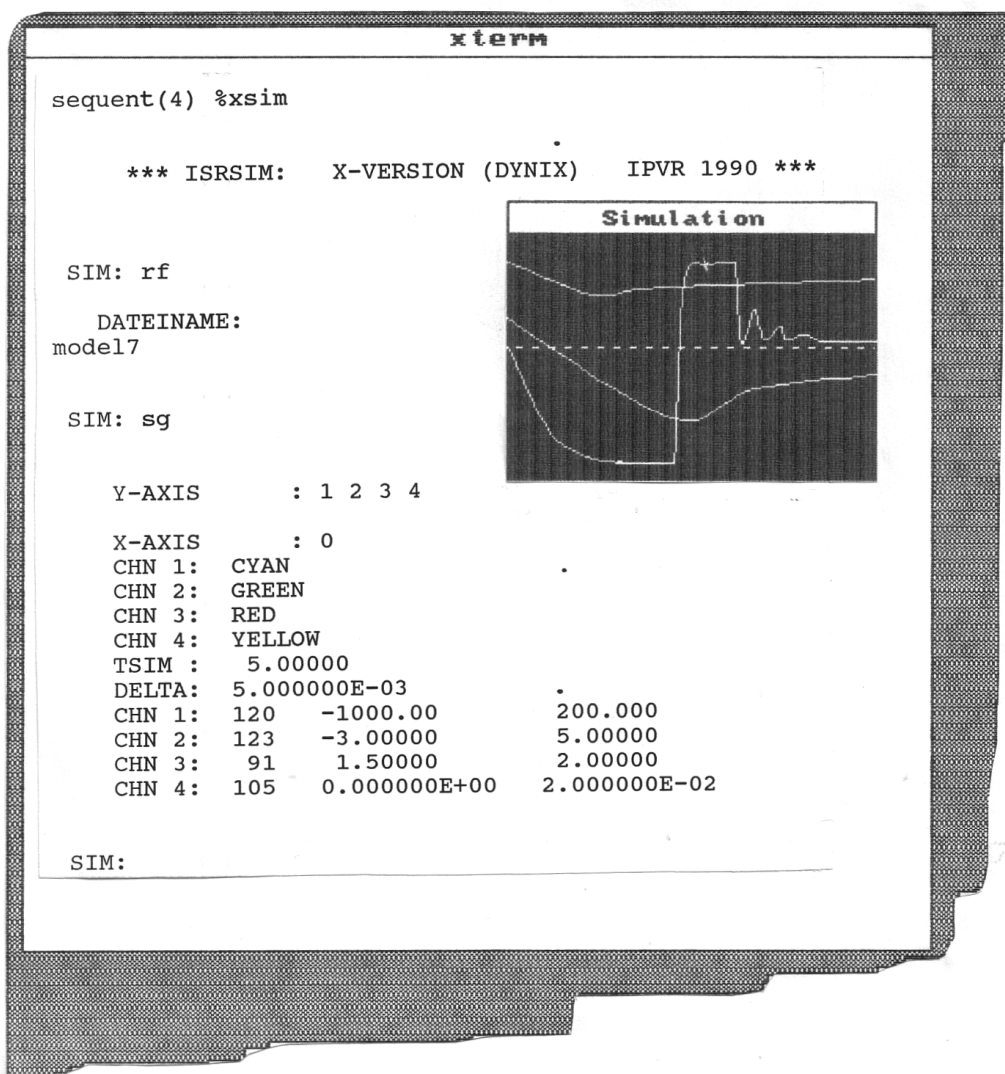 xterm
sequent(4) %xsim
*** ISRSIM: X-VERSION (DYNIX) IPVR 1990 ***
Simulation
SIM: rf
DATEINAME:
model7
SIM: sg
Y-AXIS : 1 2 3 4
X-AXIS : 0
CHN 1: CYAN
CHN 2: GREEN
CHN 3: RED
CHN 4: YELLOW
TSIM : 5.00000
DELTA: 5.000000E-03
CHN 1: 120 -1000.00 200.000
CHN 2: 123 -3.00000 5.00000
CHN 3: 91 1.50000 2.00000
CHN 4: 105 0.000000E+00 2.000000E-02
SIM: